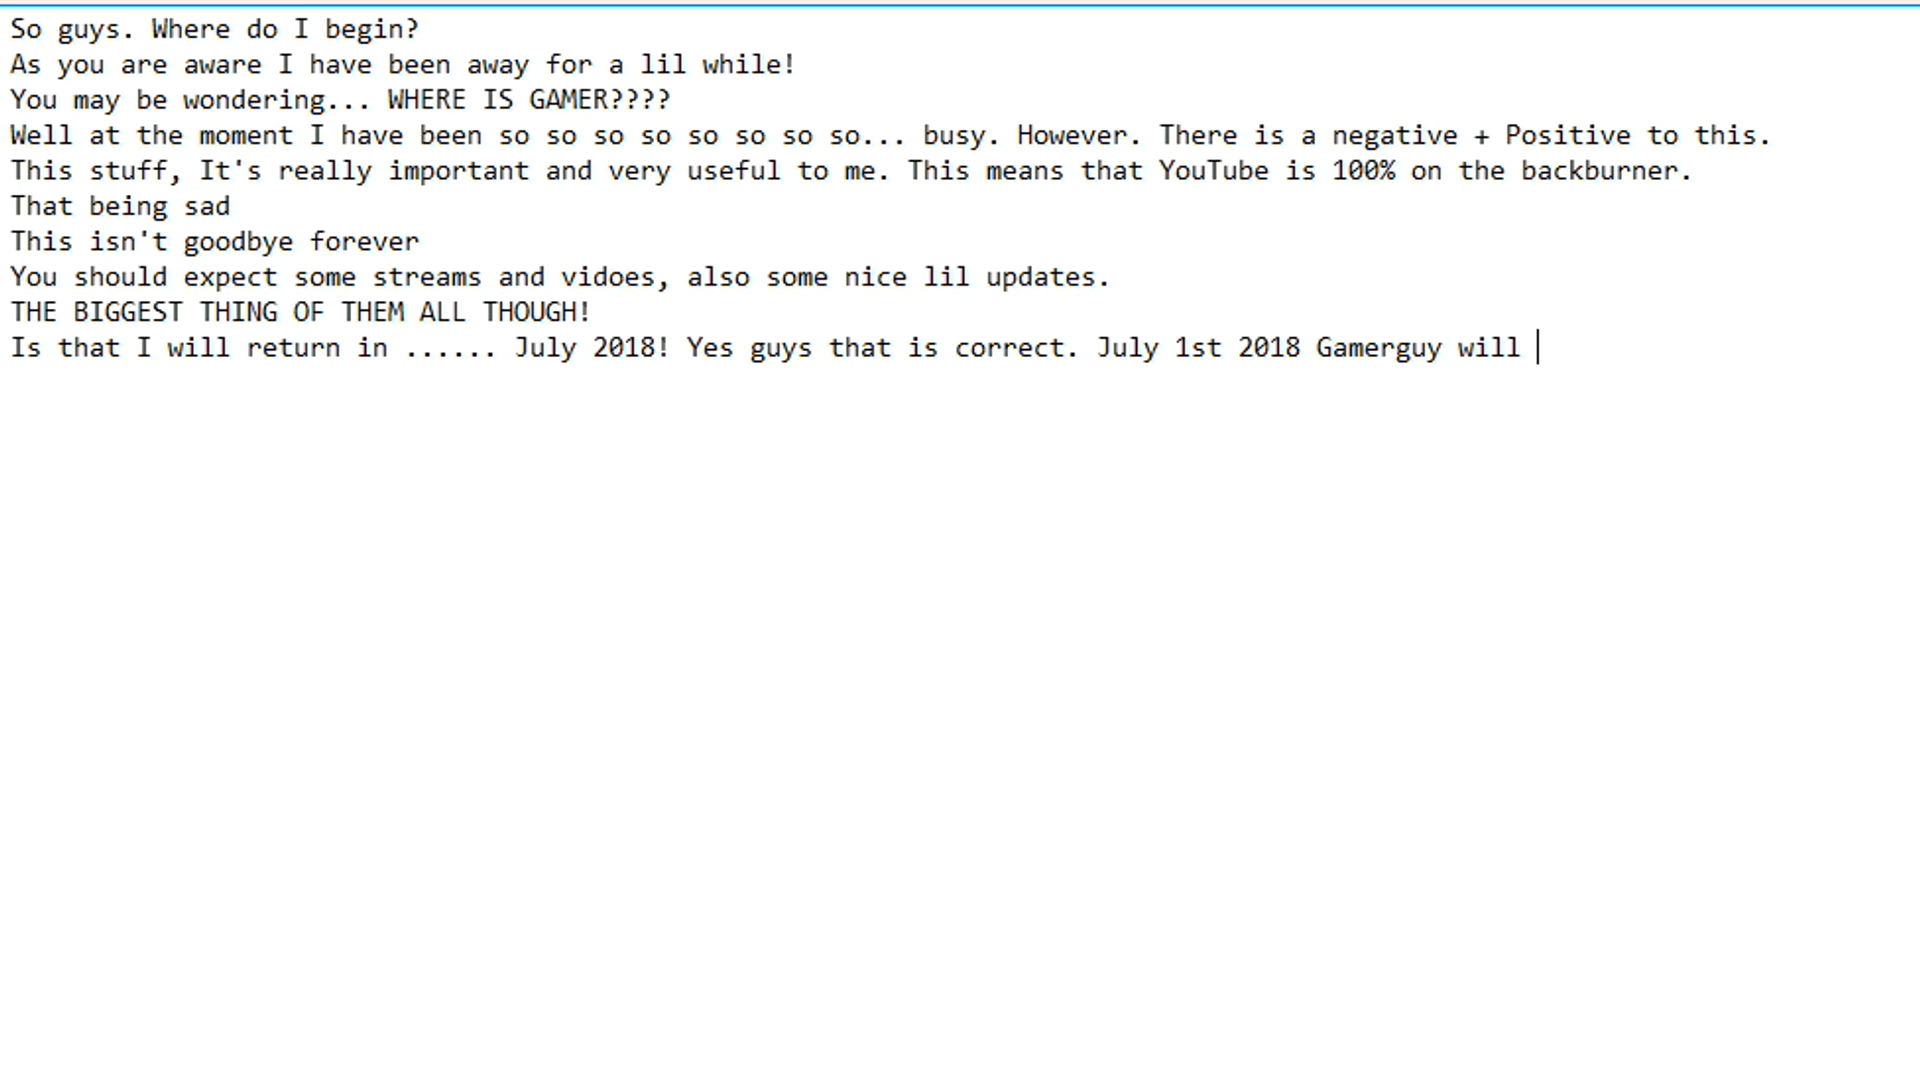 So guys. Where do I begin?
As you are aware I have been away for a lil while!
You may be wondering... WHERE IS GAMER????
Well at the moment I have been so so so so so so so so... busy. However. There is a negative + Positive to this.
This stuff, It's really important and very useful to me. This means that YouTube is 100% on the backburner.
That being sad
This isn't goodbye forever
You should expect some streams and vidoes, also some nice lil updates.
THE BIGGEST THING OF THEM ALL THOUGH!
Is that I will return in ...... July 2018! Yes guys that is correct. July 1st 2018 Gamerguy will